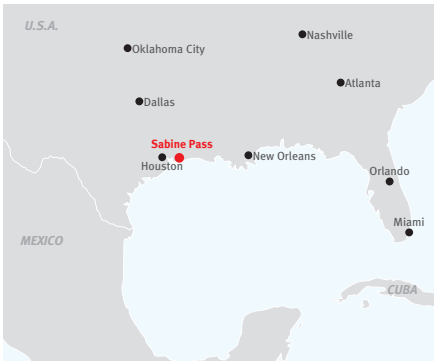 U.S.A.
Nashville
Oklahoma City
Atlanta
Dallas
Sabine Pass
Houston
New Orleans
Orlando
Miami
MEXICO
CUBA